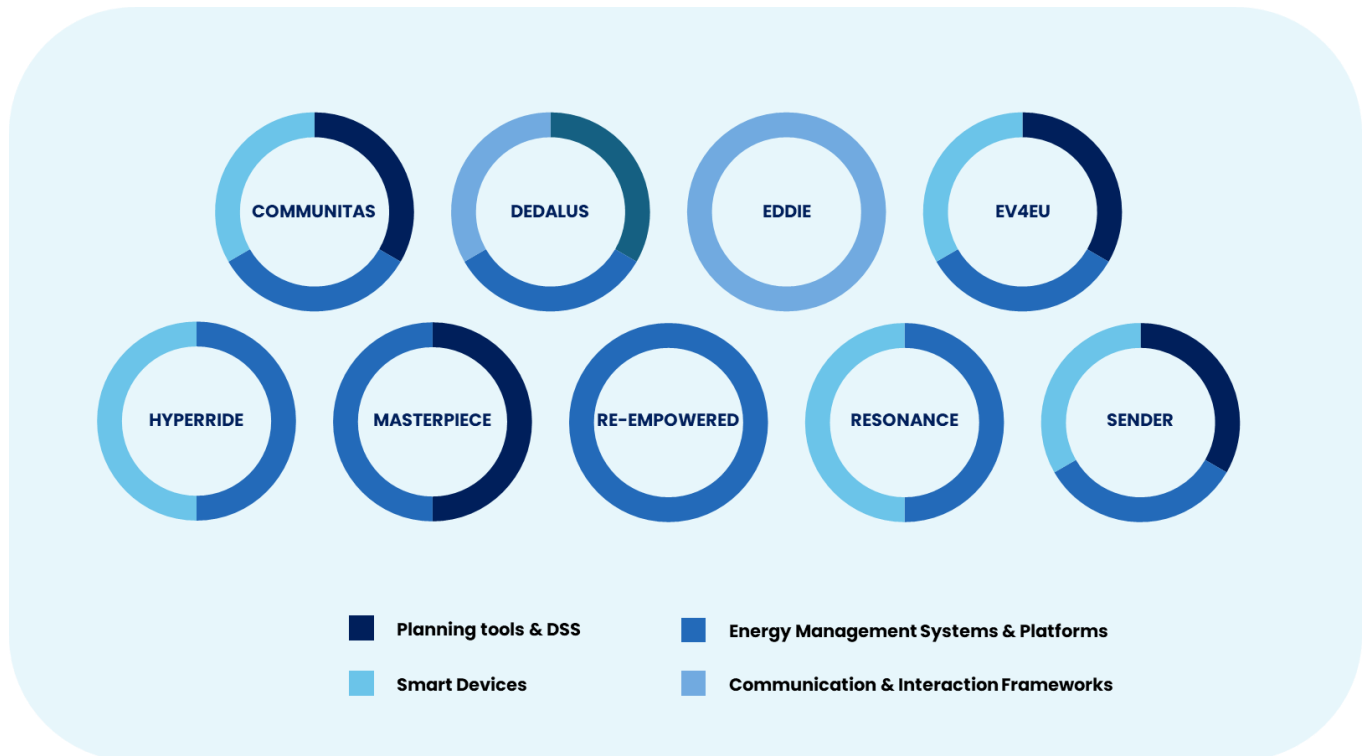 COMMUNITAS
DEDALUS
EDDIE
EV4EU
HYPERRIDE
MASTERPIECE
RE-EMPOWERED
RESONANCE
SENDER
Planning tools & DSS
Energy Management Systems & Platforms
Smart Devices
Communication & Interaction Frameworks